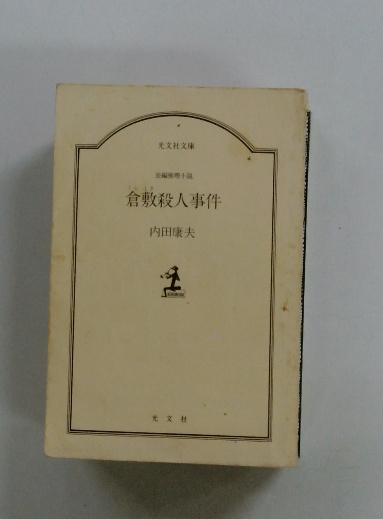 光文社文庫
長編推理小説
倉敷殺人事件
内田康夫
光文社